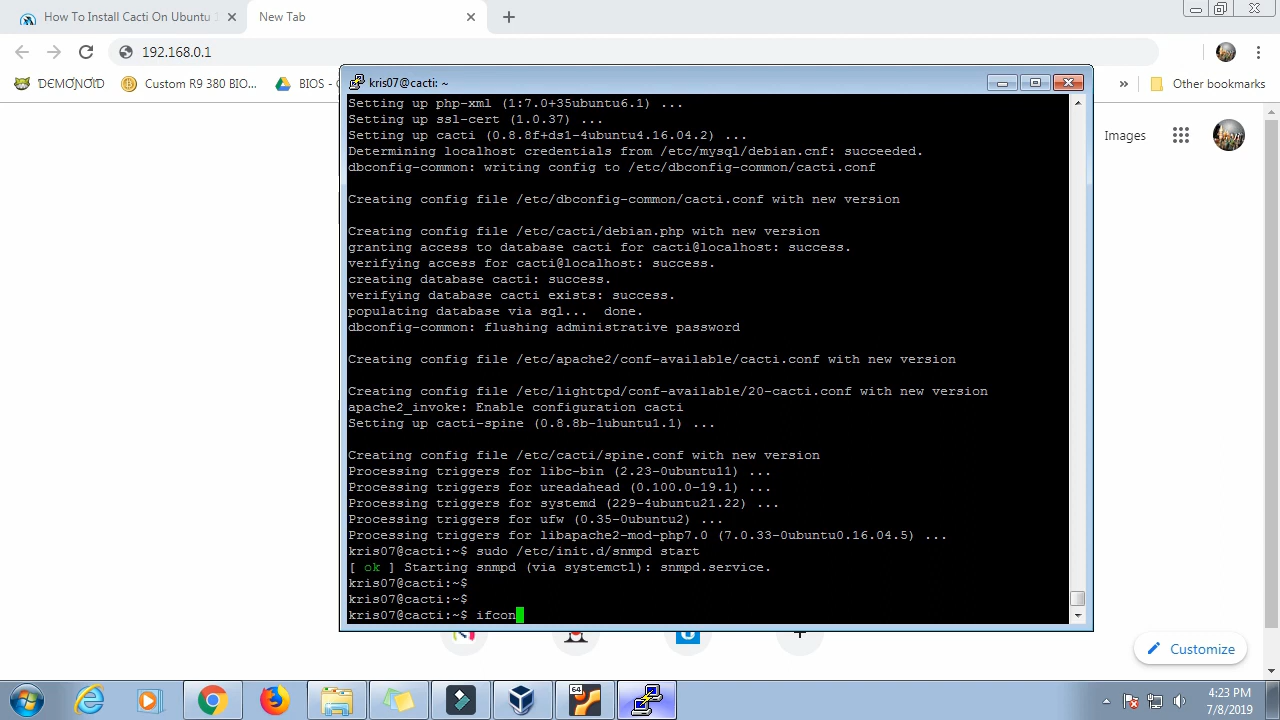 How To Install Cacti On Ubuntu
New Tab
192.168.0.1
DEMONOID
Custom R9 380 BIO...
BIOS -
Other bookmarks
Images
kris07@cacti: ~
Setting up php-xml (1:7.0+35ubuntu6.1) ...
Setting up ssl-cert (1.0.37) ...
Setting up cacti (0.8.8f+ds1-4ubuntu4.16.04.2) ...
Determining localhost credentials from /etc/mysql/debian.cnf: succeeded.
dbconfig-common: writing config to /etc/dbconfig-common/cacti.conf
Creating config file /etc/dbconfig-common/cacti.conf with new version
Creating config file /etc/cacti/debian.php with new version
granting access to database cacti for cacti@localhost: success.
verifying access for cacti@localhost: success.
creating database cacti: success.
verifying database cacti exists: success.
populating database via sql...  done.
dbconfig-common: flushing administrative password
Creating config file /etc/apache2/conf-available/cacti.conf with new version
Creating config file /etc/lighttpd/conf-available/20-cacti.conf with new version
apache2_invoke: Enable configuration cacti
Setting up cacti-spine (0.8.8b-1ubuntu1.1) ...
Creating config file /etc/cacti/spine.conf with new version
Processing triggers for libc-bin (2.23-0ubuntu11) ...
Processing triggers for ureadahead (0.100.0-19.1) ...
Processing triggers for systemd (229-4ubuntu21.22) ...
Processing triggers for ufw (0.35-0ubuntu2) ...
Processing triggers for libapache2-mod-php7.0 (7.0.33-0ubuntu0.16.04.5) ...
kris07@cacti:~$ sudo /etc/init.d/snmpd start
[ ok ] Starting snmpd (via systemctl): snmpd.service.
kris07@cacti:~$
kris07@cacti:~$
kris07@cacti:~$ ifcon
Customize
64
4:23 PM
7/8/2019